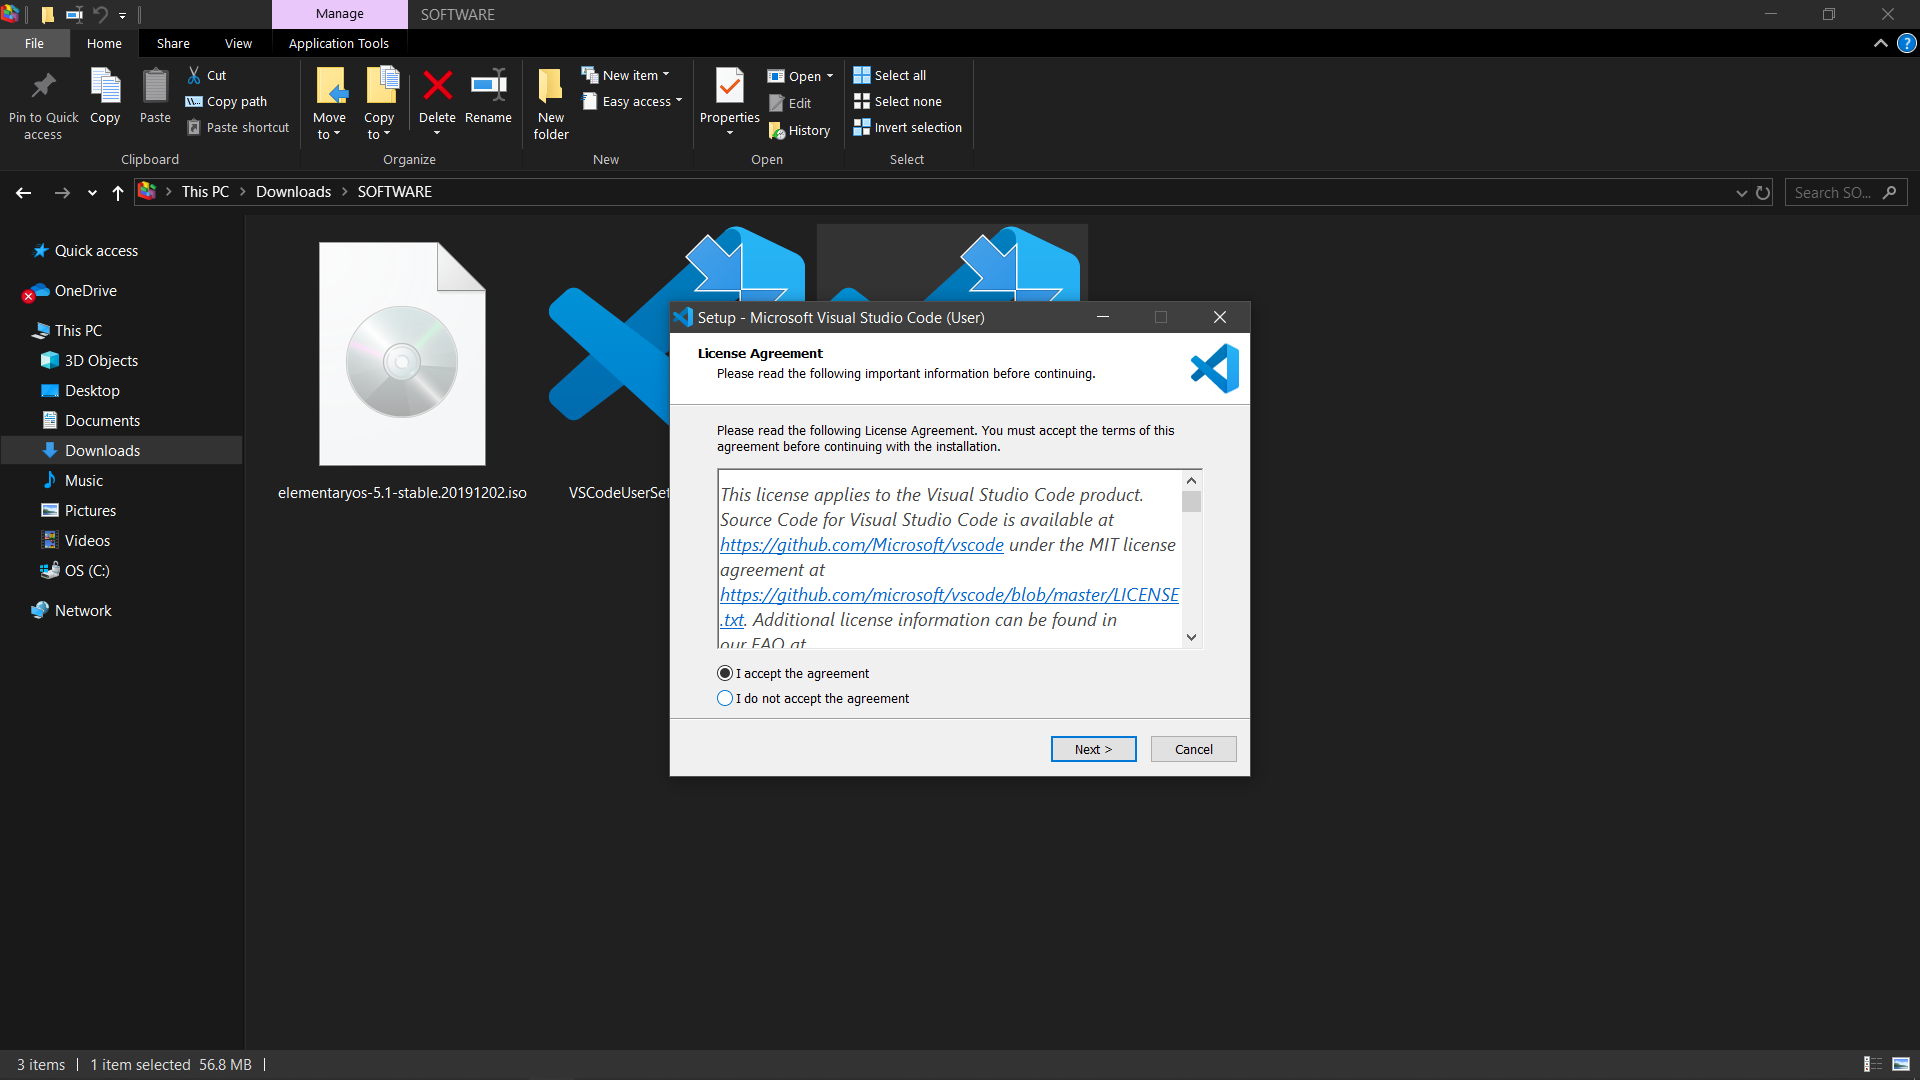 Manage
SOFTWARE
File
Home
Share
View
Application Tools
Pin to Quick
access
Copy
Paste
Cut
Copy path
Paste shortcut
Clipboard
Move
to
Copy
to
Delete
Rename
Organize
New
folder
New item
Easy access
New
Properties
Open
Edit
History
Open
Select all
Select none
Invert selection
Select
This PC
Downloads
SOFTWARE
Search SO...
Quick access
OneDrive
This PC
3D Objects
Desktop
Documents
Downloads
Music
Pictures
Videos
OS (C:)
Network
elementaryos-5.1-stable.20191202.iso
VSCodeUserSet
Setup - Microsoft Visual Studio Code (User)
License Agreement
Please read the following important information before continuing.
Please read the following License Agreement. You must accept the terms of this
agreement before continuing with the installation.
This license applies to the Visual Studio Code product.
Source Code for Visual Studio Code is available at
https://github.com/Microsoft/vscode under the MIT license
agreement at
https://github.com/microsoft/vscode/blob/master/LICENSE
.txt. Additional license information can be found in
our FAQ at
I accept the agreement
I do not accept the agreement
Next >
Cancel
3 items
1 item selected 56.8 MB